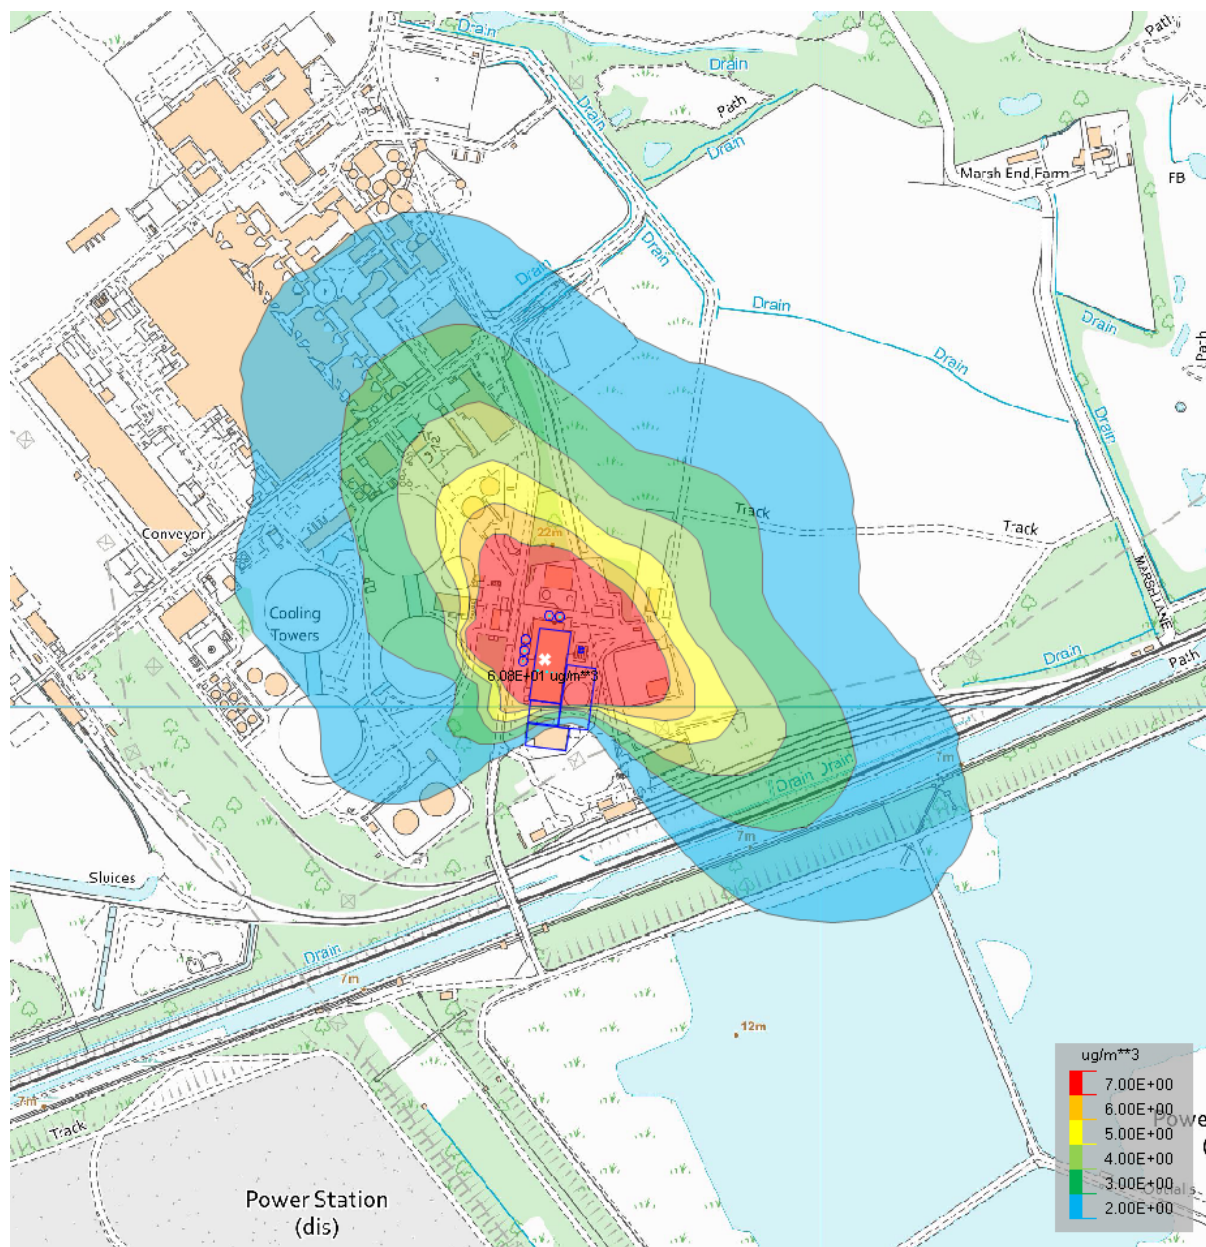 Drain
Drain
Path
Drain
Path
Drain
Marsh End Farm
FB
Drain
Drain
Drain
Drain
Path
Drain
Drain
22m
Track
Track
Conveyor
Cooling
Towers
MARSH LANE
Drain
Path
6.08E+01 ug/m**3
7m
Drain
Drain
7m
Sluices
Drain
7m
12m
7m
Track
Power Station
(dis)
ug/m**3
7.00E+00
6.00E+00
5.00E+00
4.00E+00
3.00E+00
2.00E+00